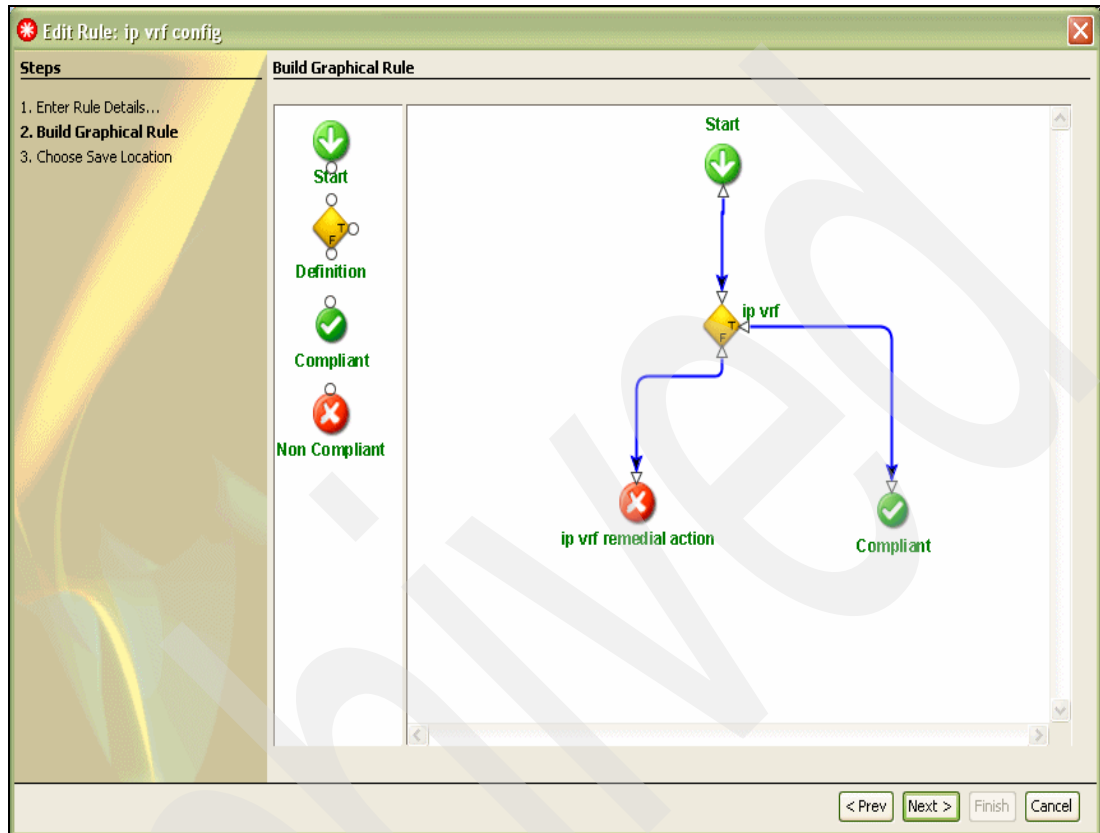 Edit Rule: ip vrf config
Steps
1. Enter Rule Details...
2. Build Graphical Rule
3. Choose Save Location
Build Graphical Rule
Start
T
F
Definition
Compliant
Non Compliant
Start
ip vrf
T
F
ip vrf remedial action
Compliant
< Prev
Next >
Finish
Cancel